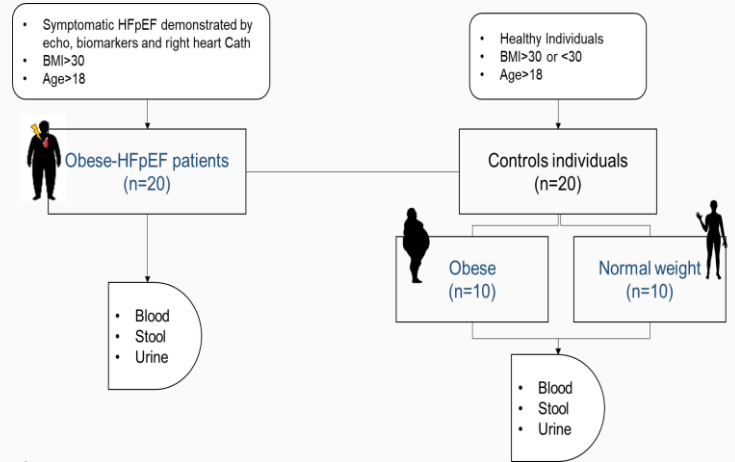 • Symptomatic HFpEF demonstrated by
echo, biomarkers and right heart Cath
• BMI>30
• Age>18
• Healthy Individuals
• BMI>30 or <30
• Age>18
Obese-HFpEF patients
(n=20)
Controls individuals
(n=20)
Obese
(n=10)
Normal weight
(n=10)
• Blood
• Stool
• Urine
• Blood
• Stool
• Urine